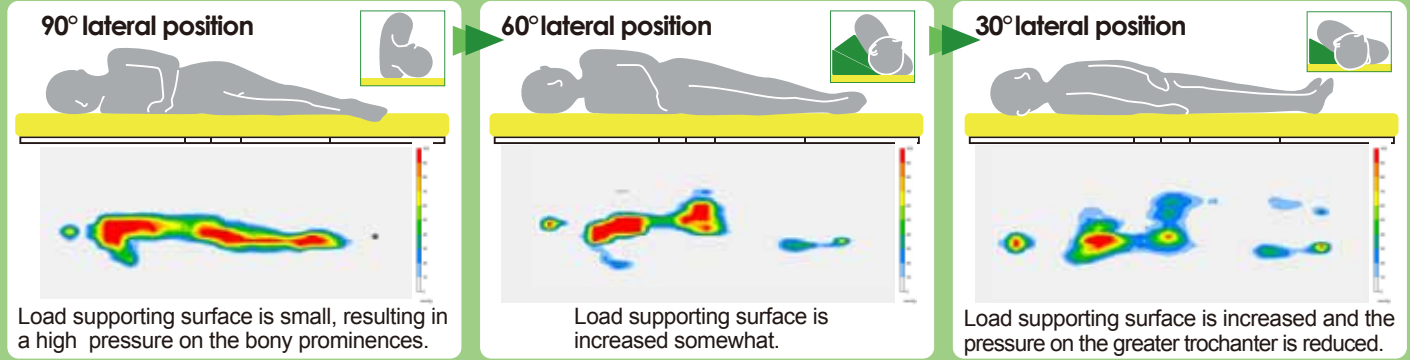 90° lateral position
Load supporting surface is small, resulting in
a high pressure on the bony prominences.
60° lateral position
Load supporting surface is
increased somewhat.
30° lateral position
Load supporting surface is increased and the
pressure on the greater trochanter is reduced.